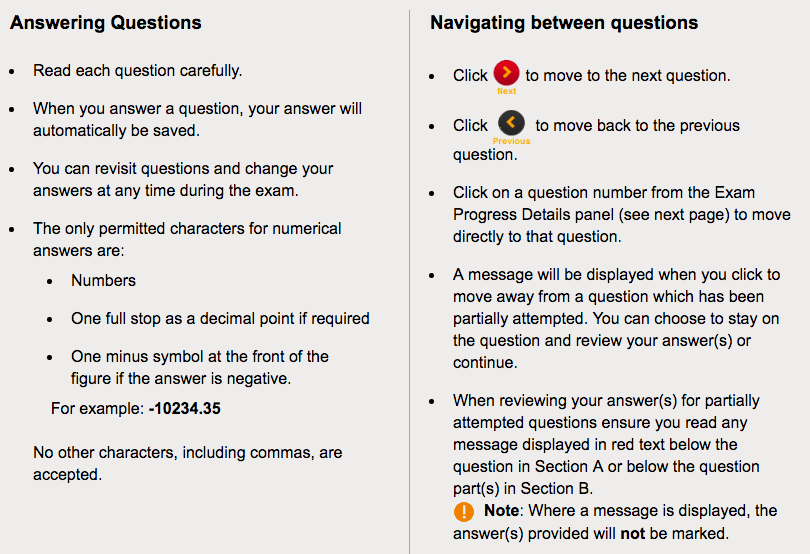 Answering Questions
• Read each question carefully.
• When you answer a question, your answer will
automatically be saved.
• You can revisit questions and change your
answers at any time during the exam.
• The only permitted characters for numerical
answers are:
• Numbers
• One full stop as a decimal point if required
• One minus symbol at the front of the
figure if the answer is negative.
For example: -10234.35
No other characters, including commas, are
accepted.
Navigating between questions
• Click Next to move to the next question.
• Click Previous to move back to the previous
question.
• Click on a question number from the Exam
Progress Details panel (see next page) to move
directly to that question.
• A message will be displayed when you click to
move away from a question which has been
partially attempted. You can choose to stay on
the question and review your answer(s) or
continue.
• When reviewing your answer(s) for partially
attempted questions ensure you read any
message displayed in red text below the
question in Section A or below the question
part(s) in Section B.
! Note: Where a message is displayed, the
answer(s) provided will not be marked.